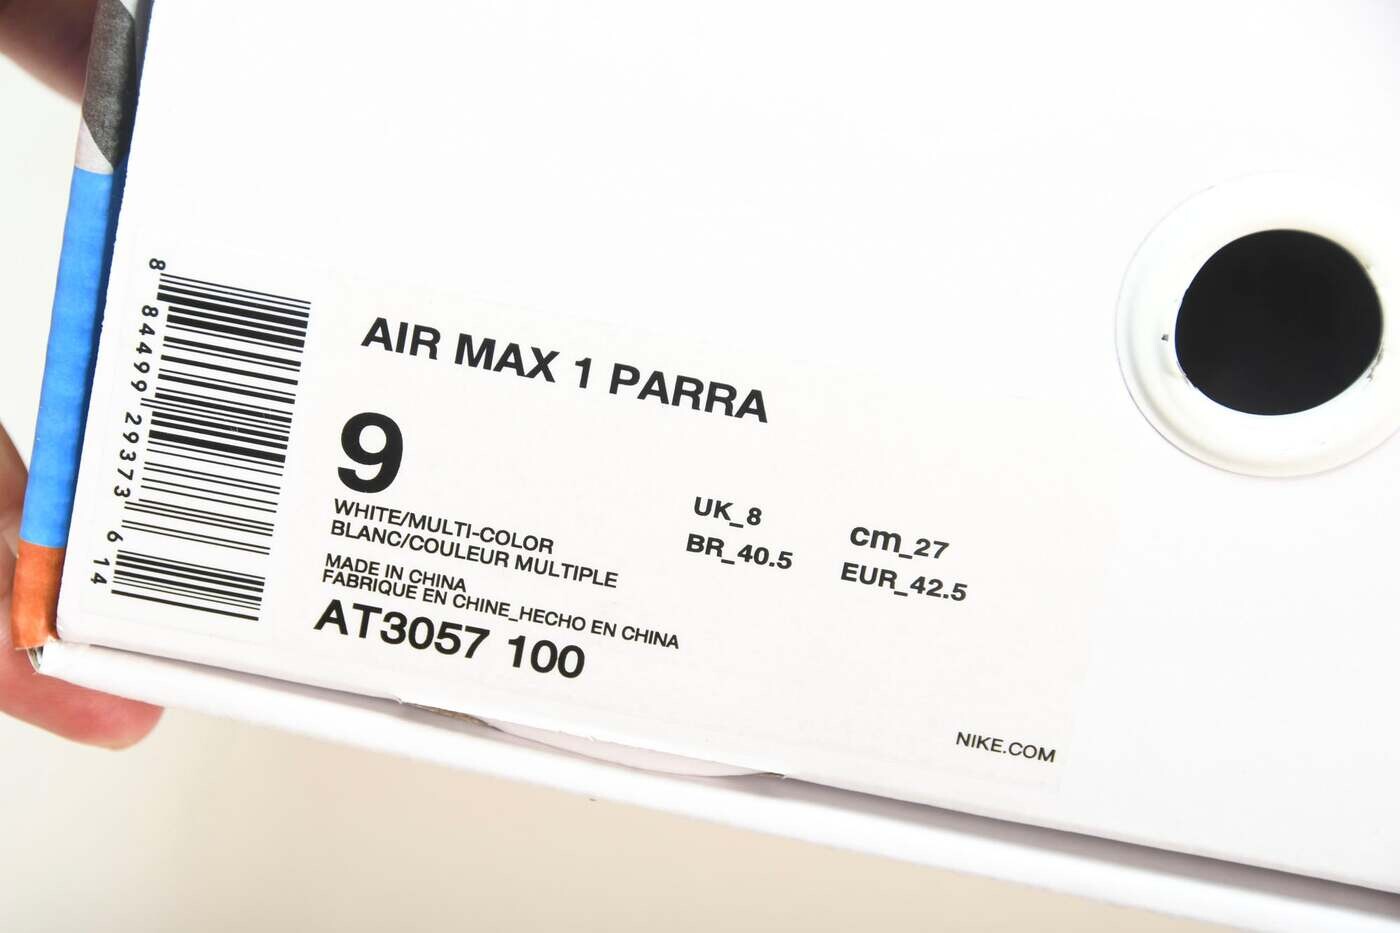 8 84499 29373 6 14
AIR MAX 1 PARRA
9
WHITE/MULTI-COLOR
BLANC/COULEUR MULTIPLE
UK_8
cm_27
BR_40.5
EUR_42.5
MADE IN CHINA
FABRIQUE EN CHINE_HECHO EN CHINA
AT3057 100
NIKE.COM